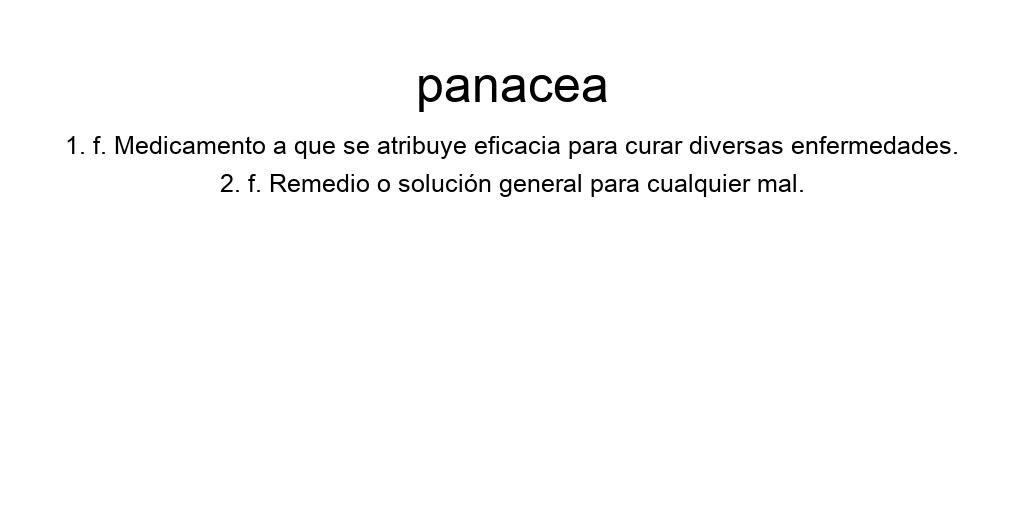 panacea
1. f. Medicamento a que se atribuye eficacia para curar diversas enfermedades.
2. f. Remedio o solución general para cualquier mal.